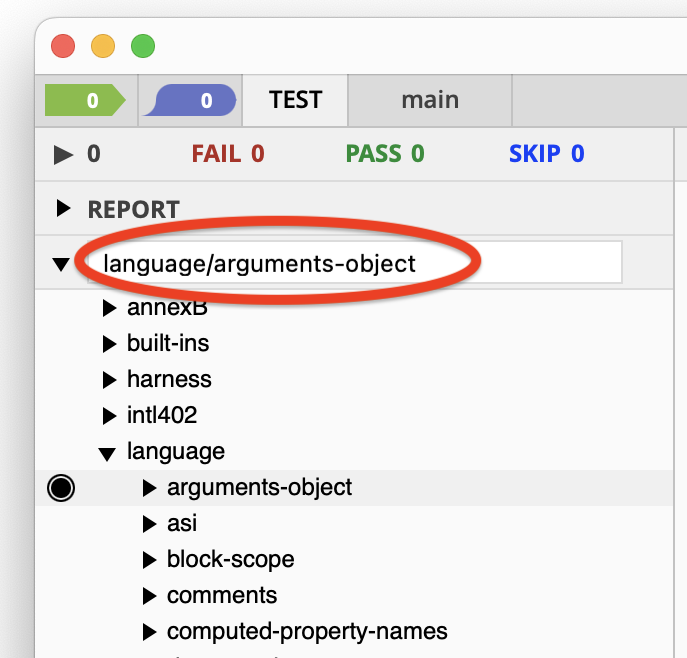 0 0 TEST main
0 FAIL 0 PASS 0 SKIP 0
REPORT
language/arguments-object
annexB
built-ins
harness
intl402
language
arguments-object
asi
block-scope
comments
computed-property-names